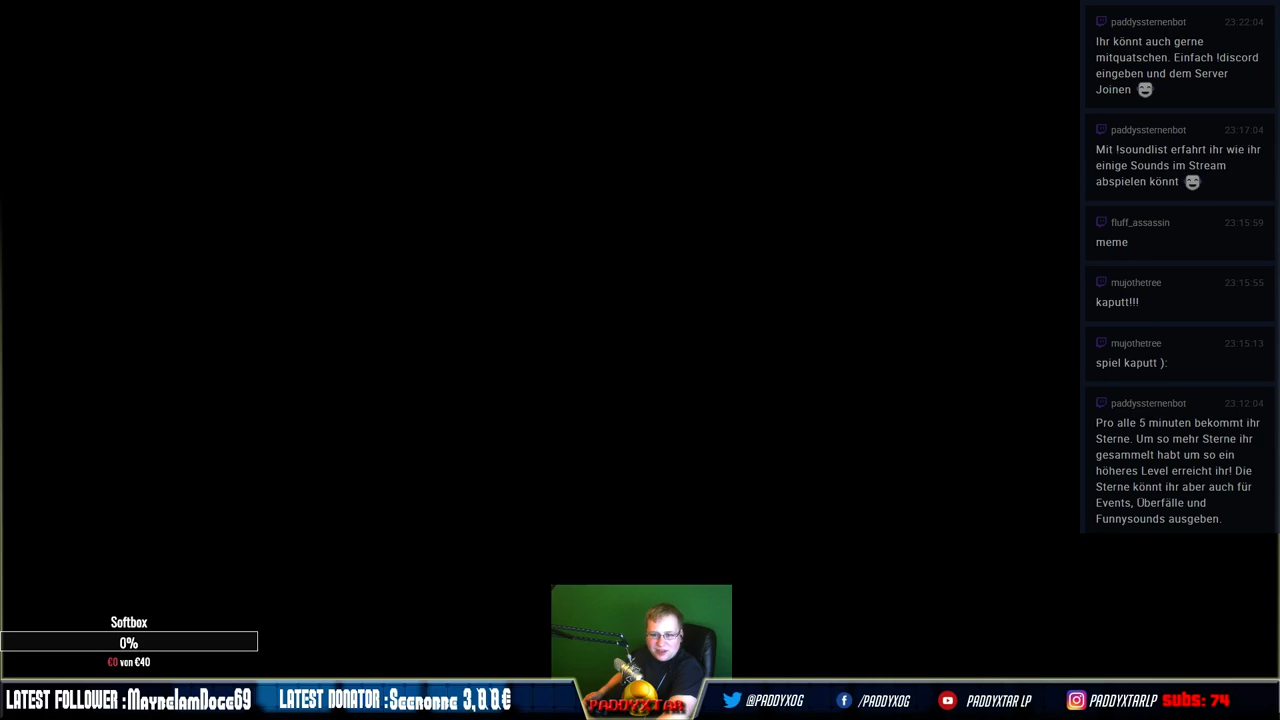 paddyssternenbot 23:22:04
Ihr könnt auch gerne
mitquatschen. Einfach !discord
eingeben und dem Server
Joinen
paddyssternenbot 23:17:04
Mit !soundlist erfahrt ihr wie ihr
einige Sounds im Stream
abspielen könnt
fluff_assassin 23:15:59
meme
mujothetree 23:15:55
kaputt!!!
mujothetree 23:15:13
spiel kaputt ):
paddyssternenbot 23:12:04
Pro alle 5 minuten bekommt ihr
Sterne. Um so mehr Sterne ihr
gesammelt habt um so ein
höheres Level erreicht ihr! Die
Sterne könnt ihr aber auch für
Events, Überfälle und
Funnysounds ausgeben.
Softbox
0%
€0 von €40
PADDYXTAR
LATEST FOLLOWER :MayneIamDoge69 LATEST DONATOR : 3,00€ @PADDYXOG /PADDYXOG PADDYXTAR LP PADDYXTARLP subs: 74